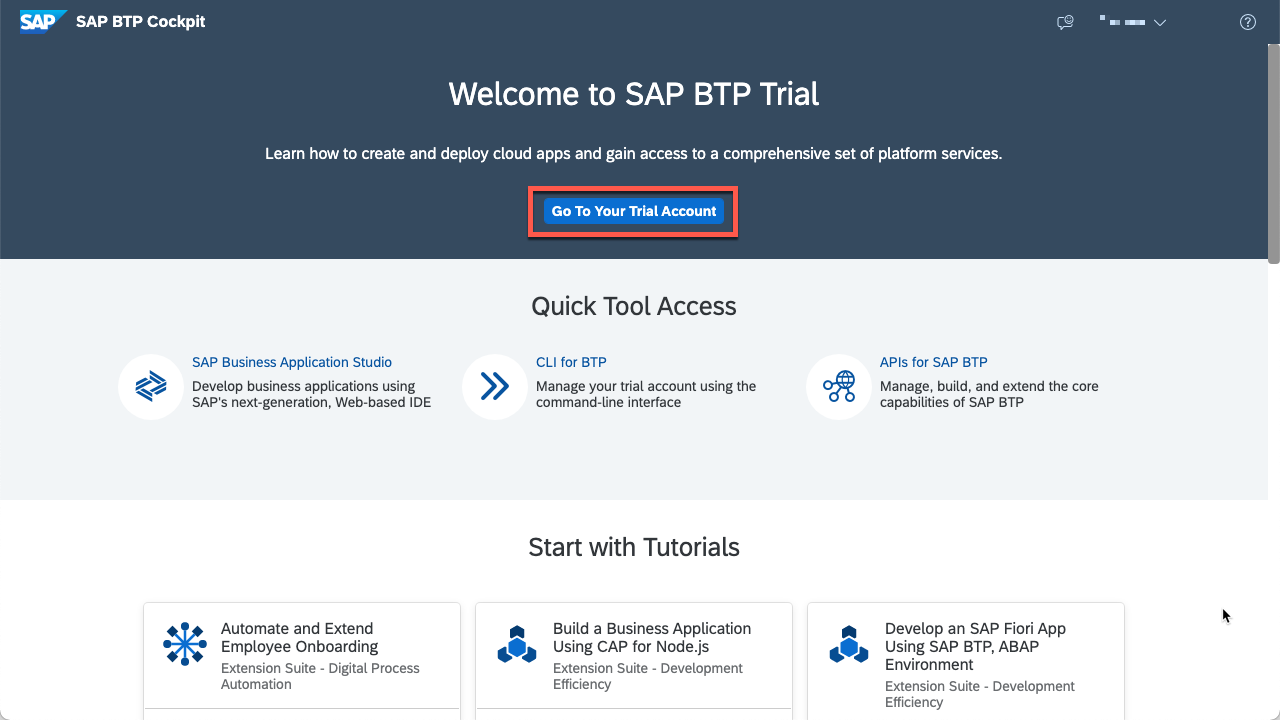 SAP SAP BTP Cockpit
Welcome to SAP BTP Trial
Learn how to create and deploy cloud apps and gain access to a comprehensive set of platform services.
Go To Your Trial Account
Quick Tool Access
SAP Business Application Studio
Develop business applications using
SAP's next-generation, Web-based IDE
CLI for BTP
Manage your trial account using the
command-line interface
APIs for SAP BTP
Manage, build, and extend the core
capabilities of SAP BTP
Start with Tutorials
Automate and Extend
Employee Onboarding
Extension Suite - Digital Process
Automation
Build a Business Application
Using CAP for Node.js
Extension Suite - Development
Efficiency
Develop an SAP Fiori App
Using SAP BTP, ABAP
Environment
Extension Suite - Development
Efficiency